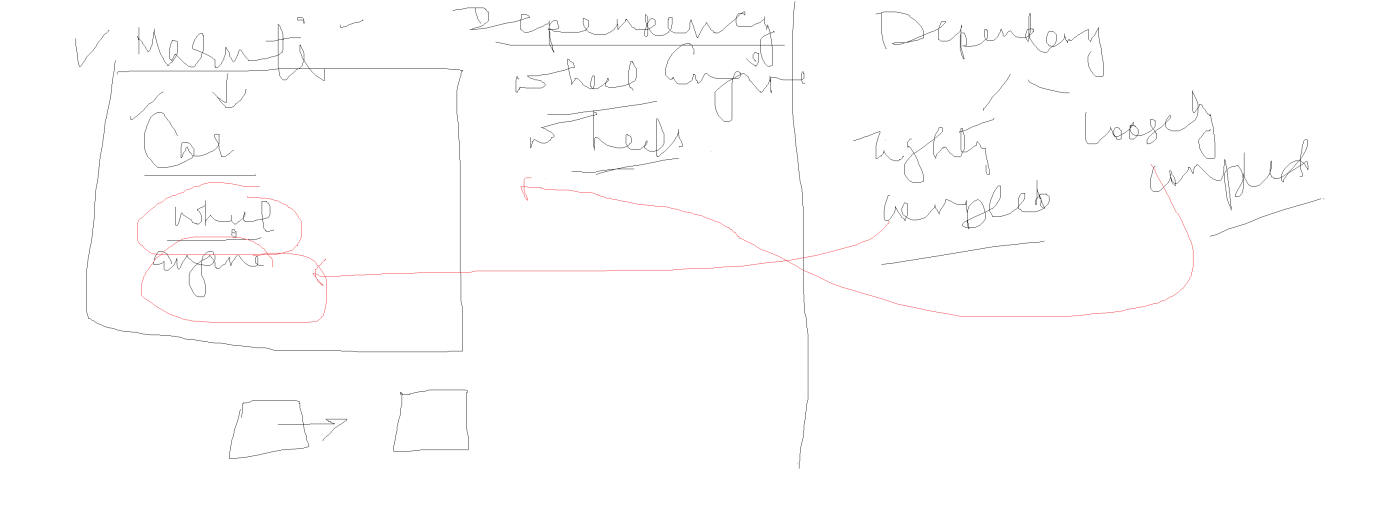 Maruti
Car
wheel
engine
Dependency
wheel Engine
wheels
Dependency
tightly
coupled
loosely
coupled